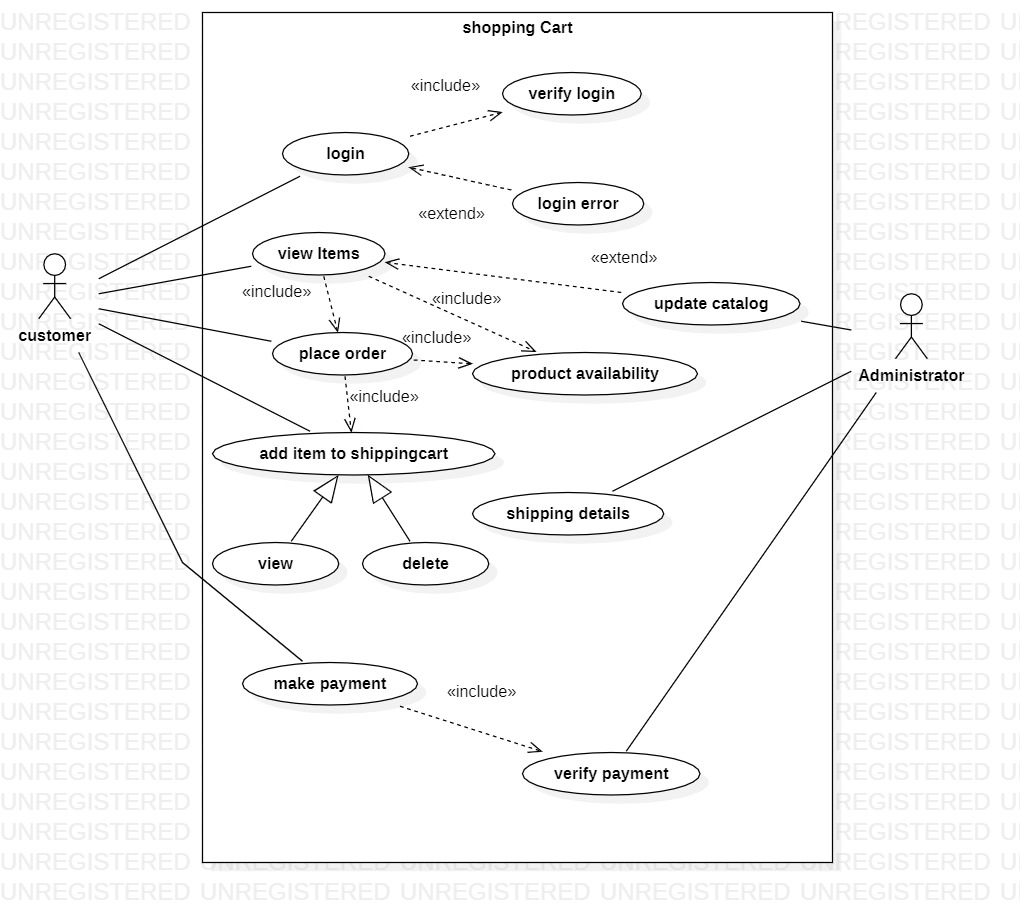 shopping Cart
«include»
verify login
login
login error
«extend»
view Items
«extend»
«include»
«include»
update catalog
customer
«include»
place order
product availability
Administrator
«include»
add item to shippingcart
shipping details
view
delete
make payment
«include»
verify payment
UNREGISTERED UNREGISTERED UNREGISTERED UNREGISTERED UNREGISTERED UN